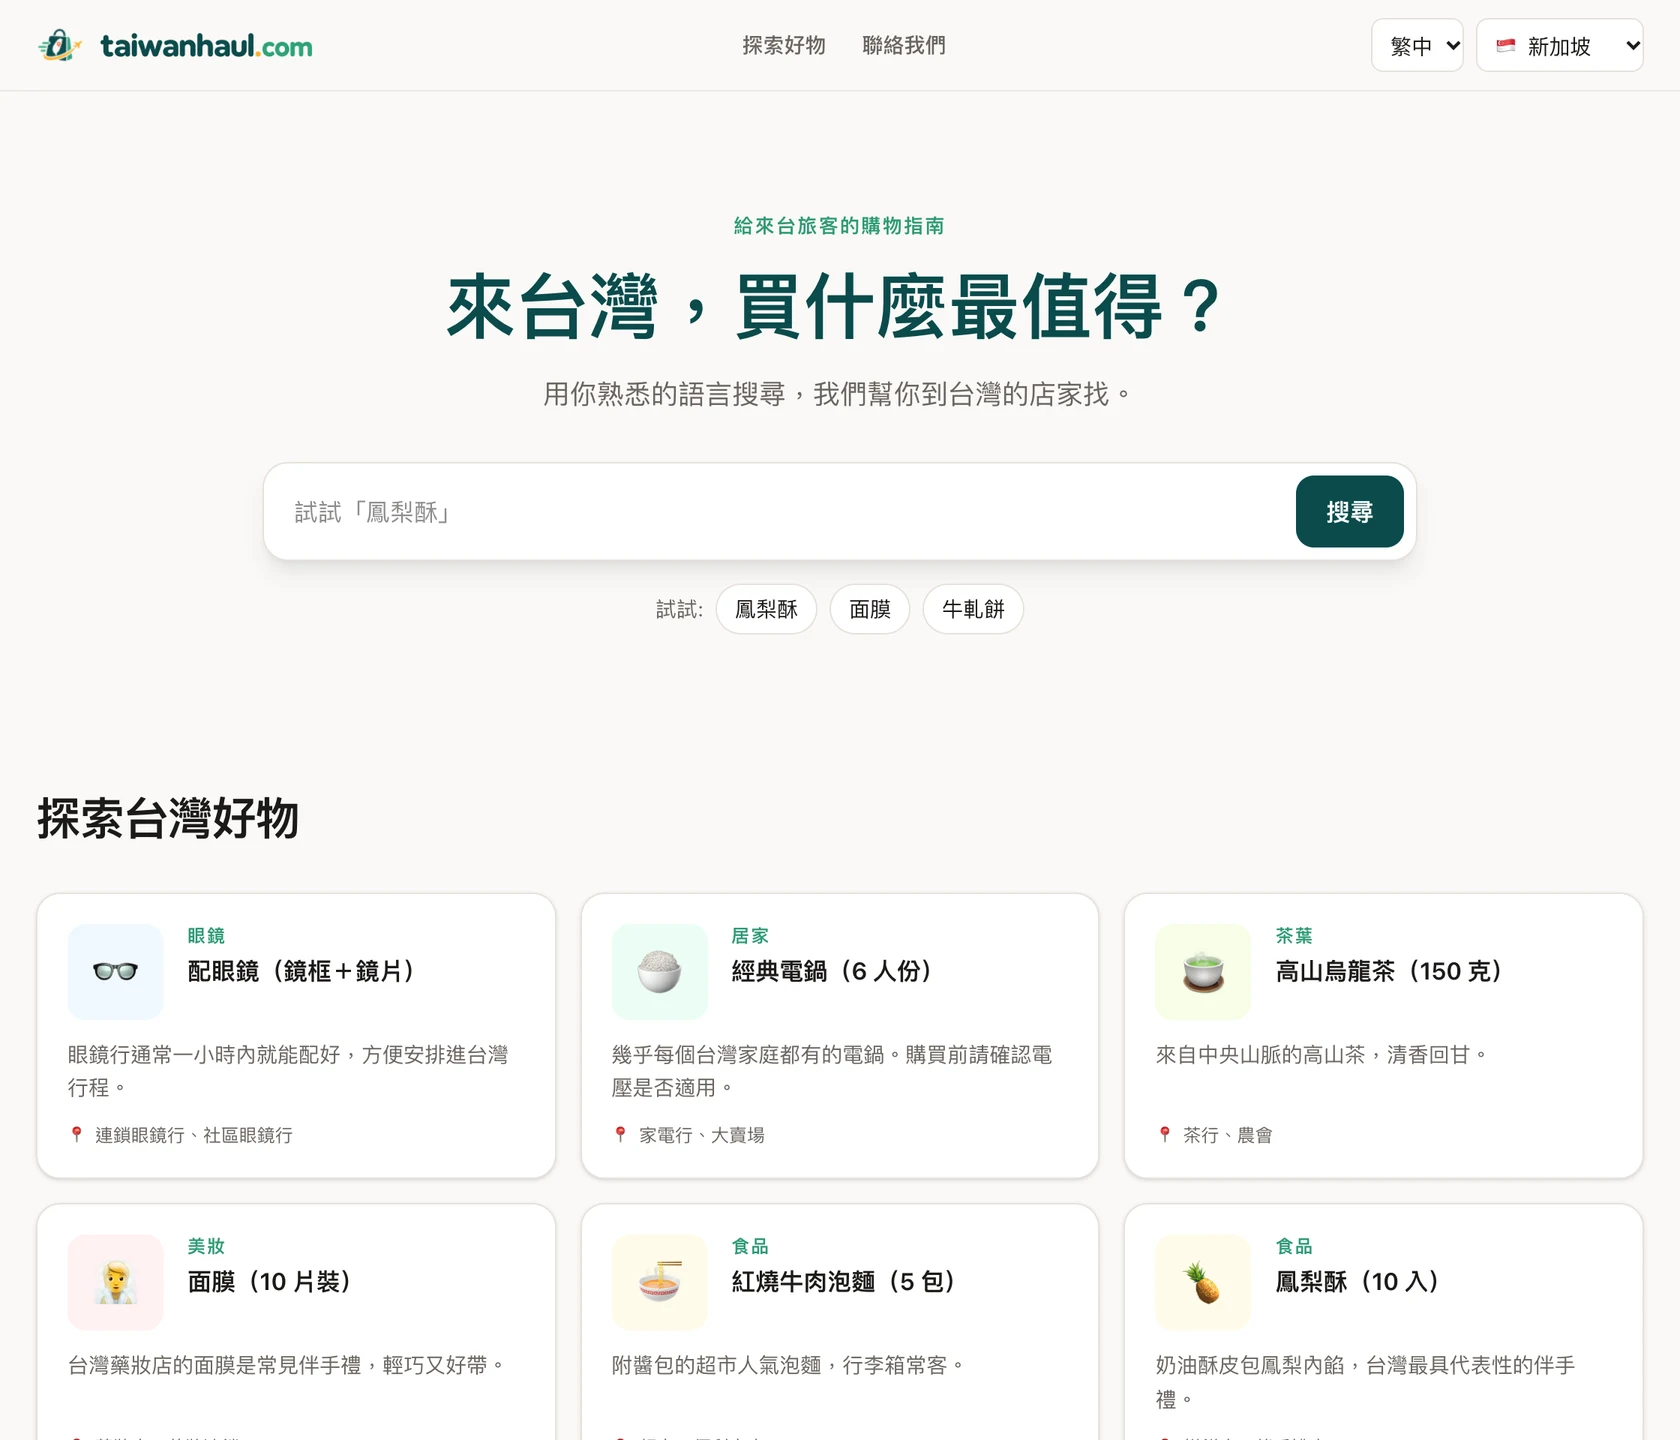 taiwanhaul.com
探索好物
聯絡我們
繁中
新加坡
給來台旅客的購物指南
來台灣，買什麼最值得？
用你熟悉的語言搜尋，我們幫你到台灣的店家找。
試試「鳳梨酥」
搜尋
試試:
鳳梨酥
面膜
牛軋餅
探索台灣好物
眼鏡
配眼鏡（鏡框＋鏡片）
眼鏡行通常一小時內就能配好，方便安排進台灣
行程。
連鎖眼鏡行、社區眼鏡行
居家
經典電鍋（6 人份）
幾乎每個台灣家庭都有的電鍋。購買前請確認電
壓是否適用。
家電行、大賣場
茶葉
高山烏龍茶（150 克）
來自中央山脈的高山茶，清香回甘。
茶行、農會
美妝
面膜（10 片裝）
台灣藥妝店的面膜是常見伴手禮，輕巧又好帶。
食品
紅燒牛肉泡麵（5 包）
附醬包的超市人氣泡麵，行李箱常客。
食品
鳳梨酥（10 入）
奶油酥皮包鳳梨內餡，台灣最具代表性的伴手
禮。